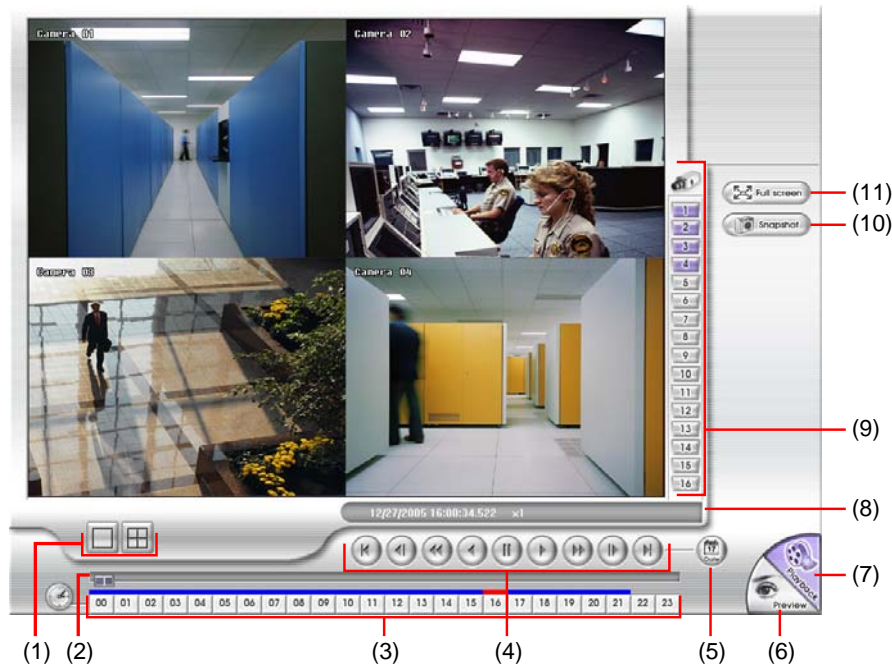 Camera 01
Camera 02
Camera 03
Camera 04
1
2
3
4
5
6
7
8
9
10
11
12
13
14
15
16
Full screen
(11)
Snapshot
(10)
(9)
12/27/2005 16:00:34.522 x1
(8)
17
Date
Playback
Preview
(7)
00 01 02 03 04 05 06 07 08 09 10 11 12 13 14 15 16 17 18 19 20 21 22 23
(1) (2) (3) (4) (5) (6)